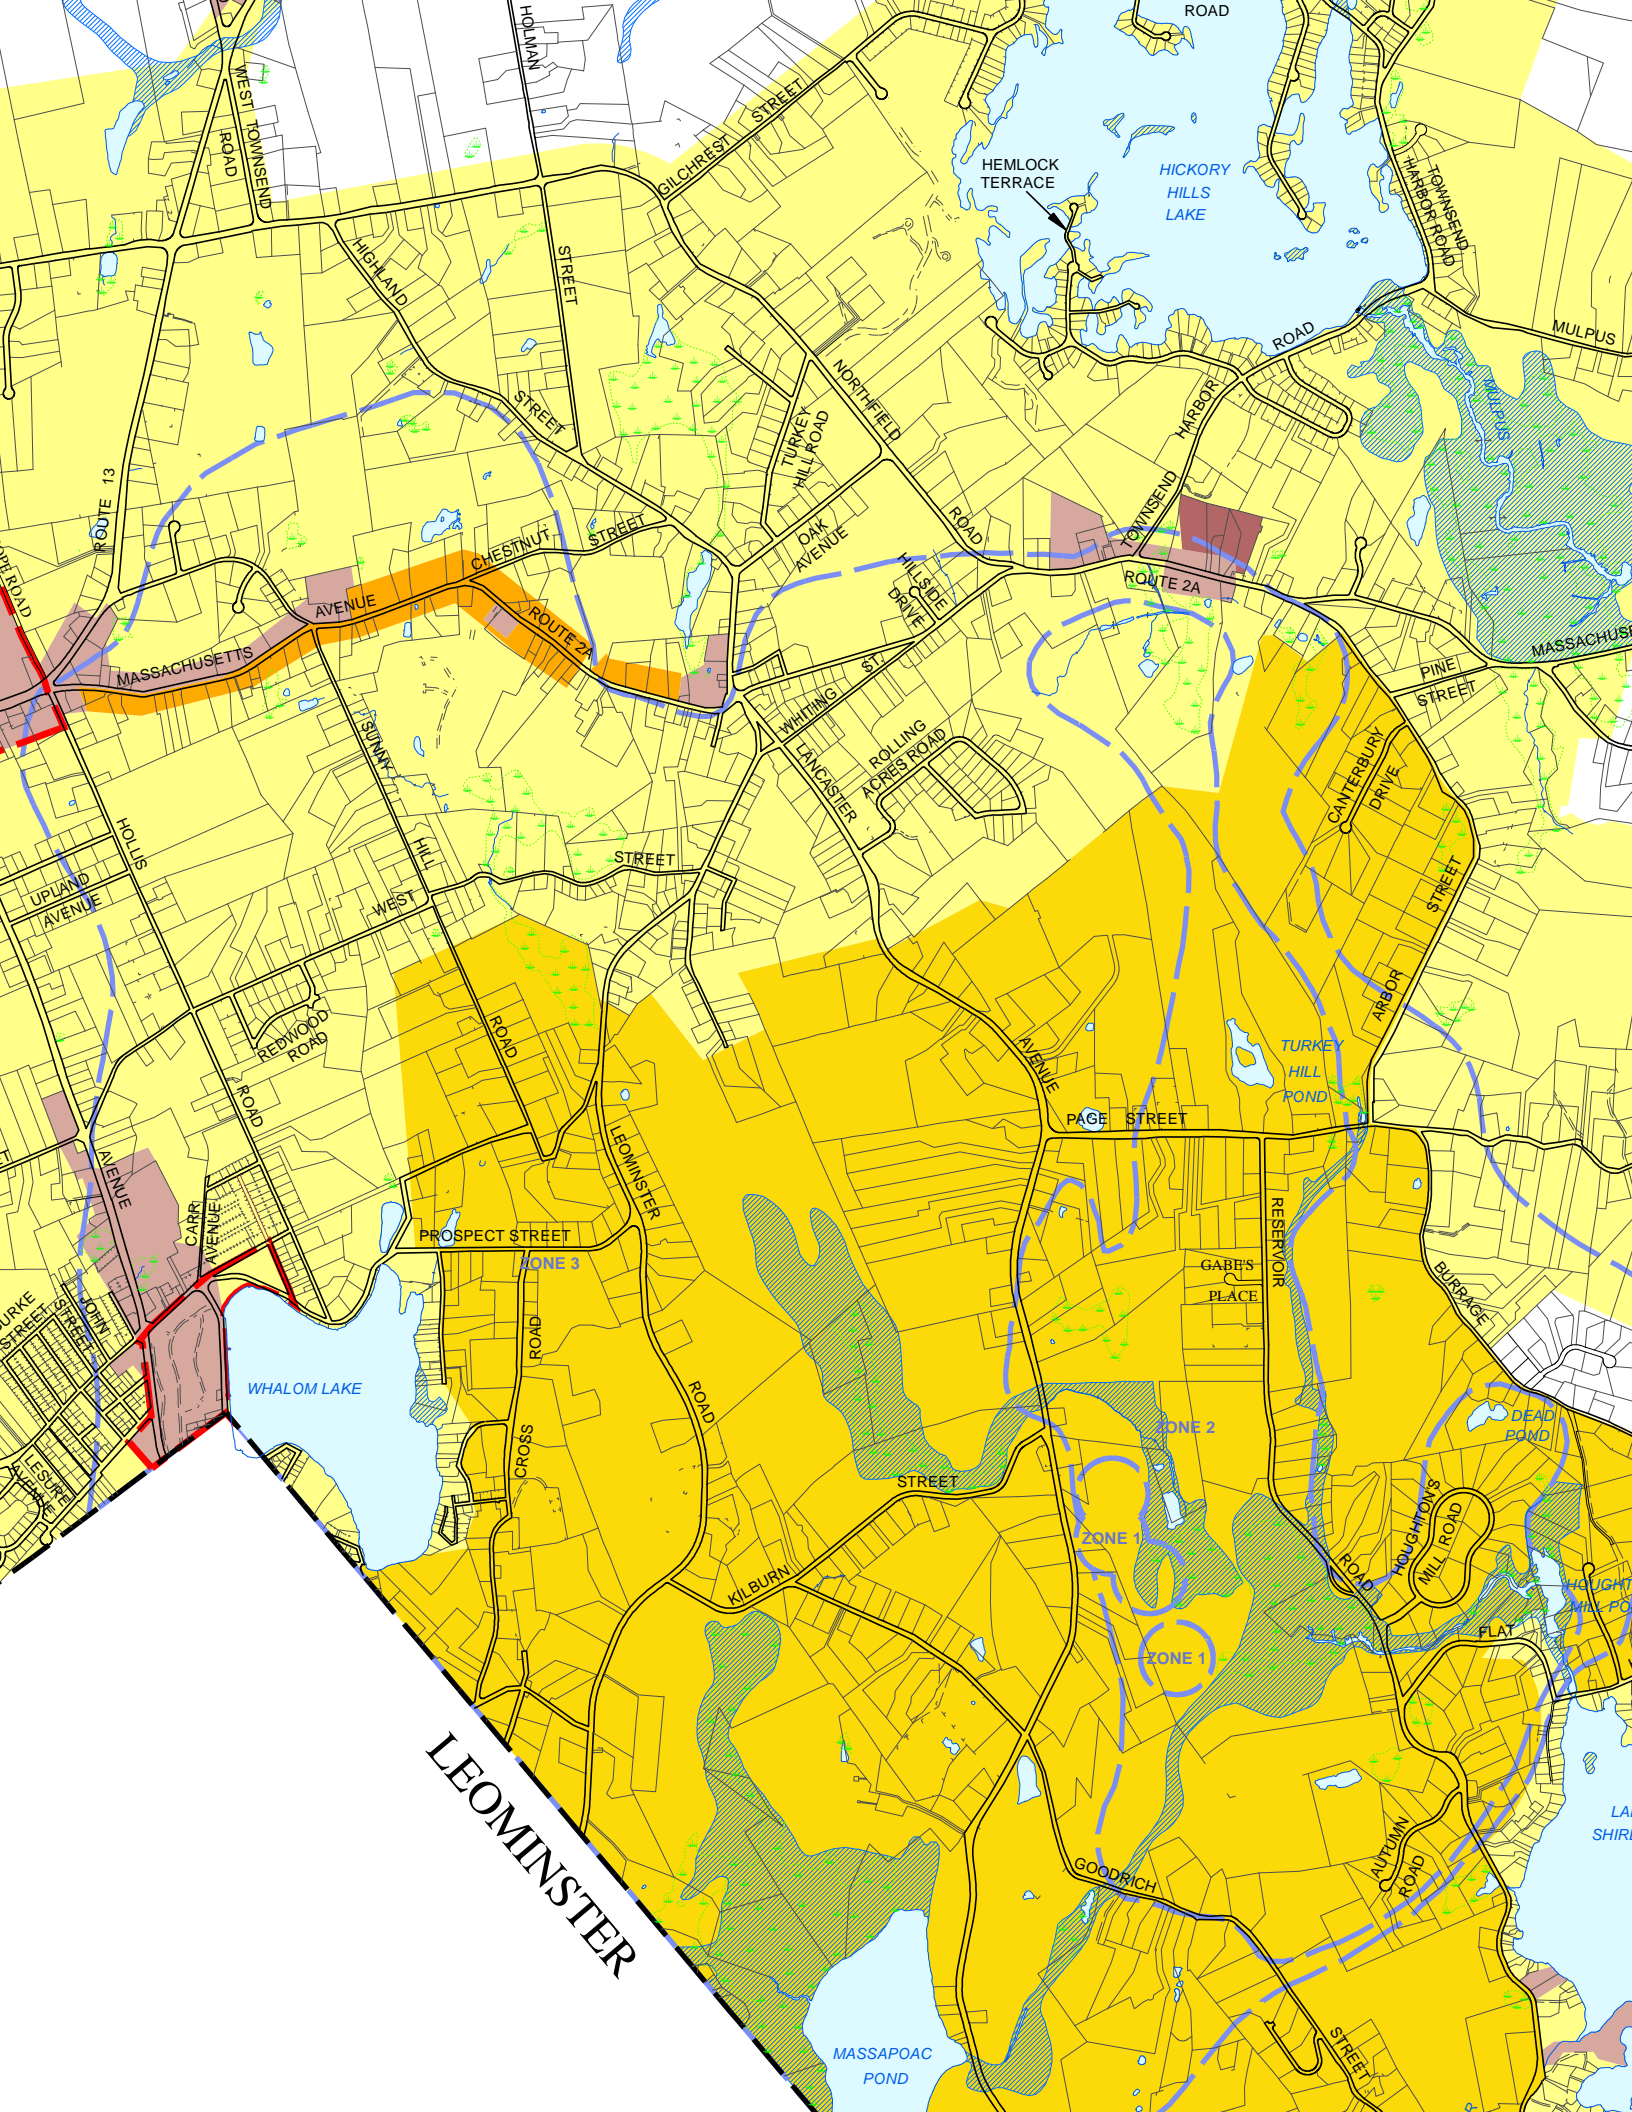 ROAD
HOLMAN
WEST TOWNSEND
ROAD
STREET
GILCHREST
HEMLOCK
TERRACE
HICKORY
HILLS
LAKE
TOWNSEND
HARBOR ROAD
HIGHLAND
STREET
MULPUS
ROAD
STREET
NORTHFIELD
HARBOR
MULPUS
TURKEY
HILL ROAD
ROUTE 13
TOWNSEND
ROAD
OAK
AVENUE
CHESTNUT
STREET
HILLSIDE
DRIVE
ROUTE 2A
AVENUE
ROUTE 2A
MASSACHUSETTS
PINE
STREET
ST.
WHITING
SUNNY
ROLLING
ACRES ROAD
LANCASTER
CANTERBURY
DRIVE
HOLLIS
HILL
STREET
UPLAND
AVENUE
WEST
STREET
ARBOR
REDWOOD
ROAD
ROAD
AVENUE
TURKEY
HILL
POND
ROAD
PAGE STREET
LEOMINSTER
AVENUE
CARR
AVENUE
RESERVOIR
PROSPECT STREET
ZONE 3
GABE'S
PLACE
BURRAGE
JOHN
STREET
STREET
ROAD
WHALOM LAKE
ROAD
DEAD
POND
ZONE 2
CROSS
STREET
LESURE
AVENUE
HOUGHTON'S
MILL ROAD
ZONE 1
ROAD
KILBURN
FLAT
ZONE 1
LEOMINSTER
AUTUMN
ROAD
GOODRICH
STREET
MASSAPOAC
POND